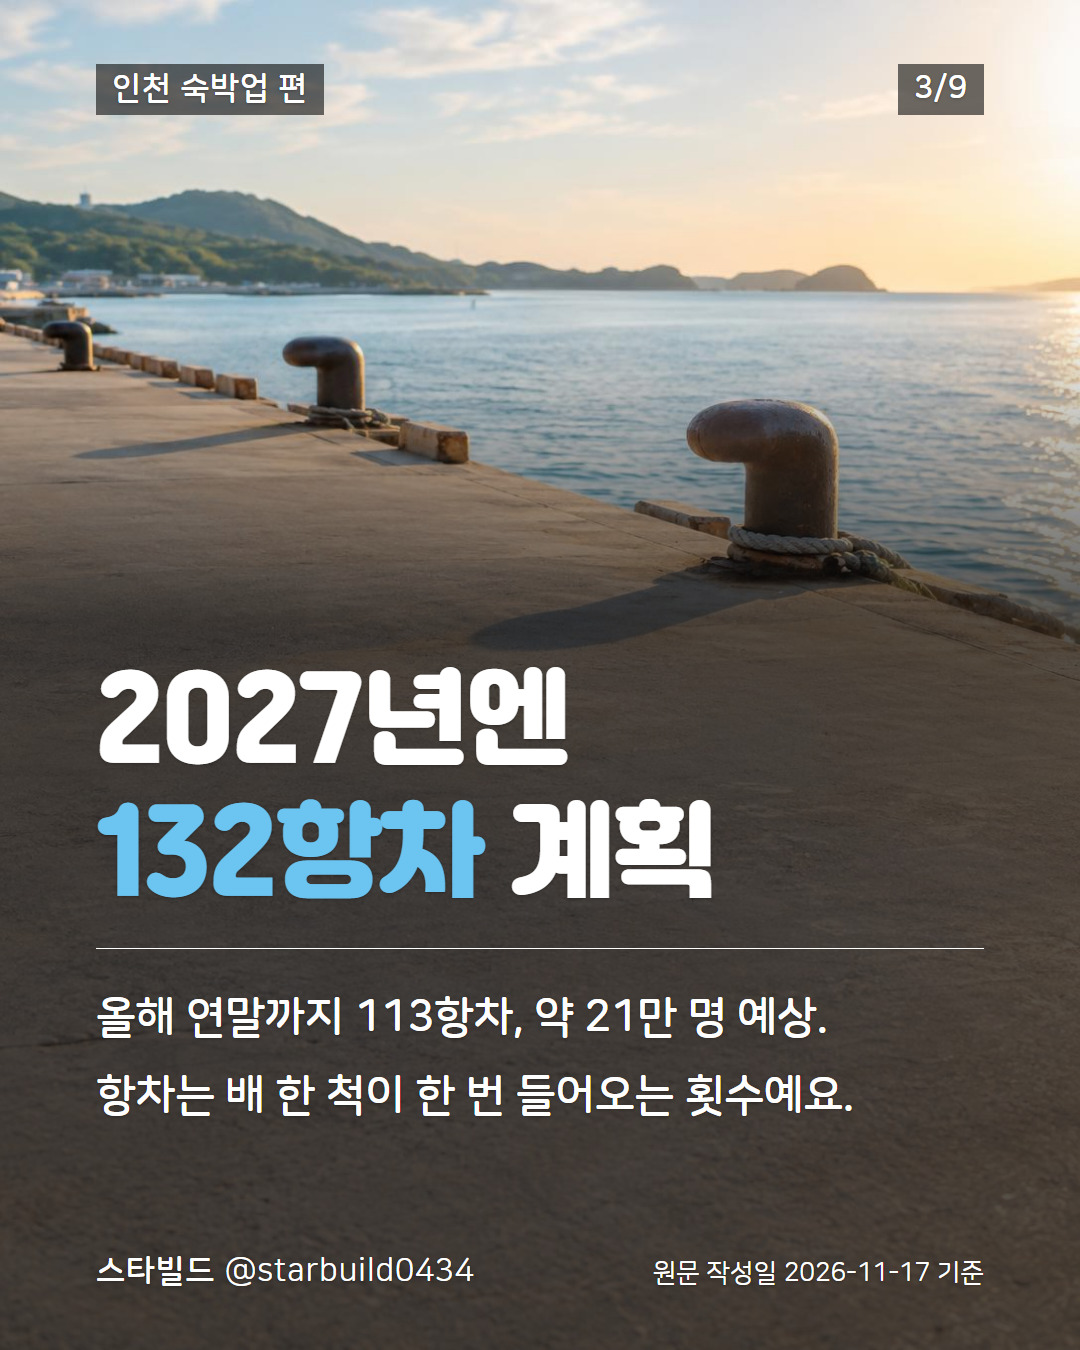 인천 숙박업 편
3/9
2027년엔
132항차 계획
올해 연말까지 113항차, 약 21만 명 예상.
항차는 배 한 척이 한 번 들어오는 횟수예요.
스타빌드 @starbuild0434
원문 작성일 2026-11-17 기준